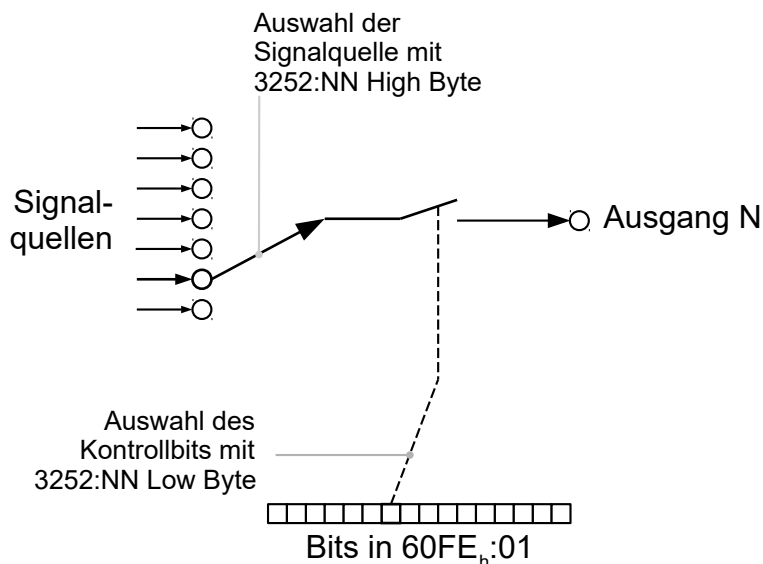 Auswahl der
Signalquelle mit
3252:NN High Byte
Signal-
quellen
Ausgang N
Auswahl des
Kontrollbits mit
3252:NN Low Byte
Bits in 60FEₕ:01